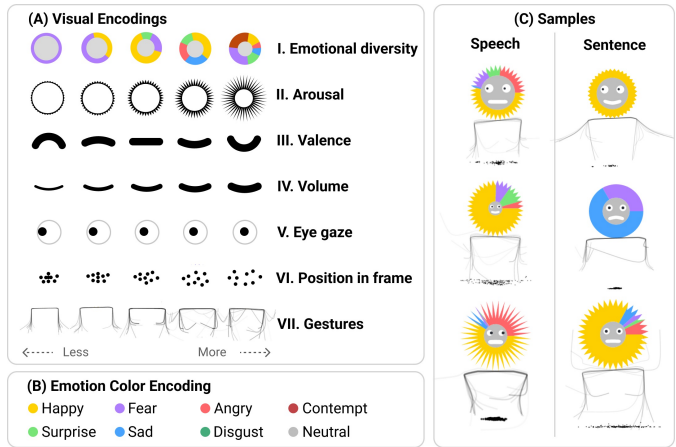 (A) Visual Encodings
I. Emotional diversity
II. Arousal
III. Valence
IV. Volume
V. Eye gaze
VI. Position in frame
VII. Gestures
Less More
(B) Emotion Color Encoding
Happy Fear Angry Contempt
Surprise Sad Disgust Neutral
(C) Samples
Speech Sentence